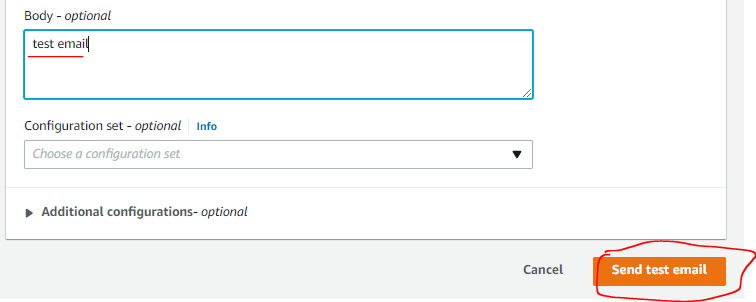 Body - optional
test email
Configuration set - optional Info
Choose a configuration set
Additional configurations- optional
Cancel Send test email